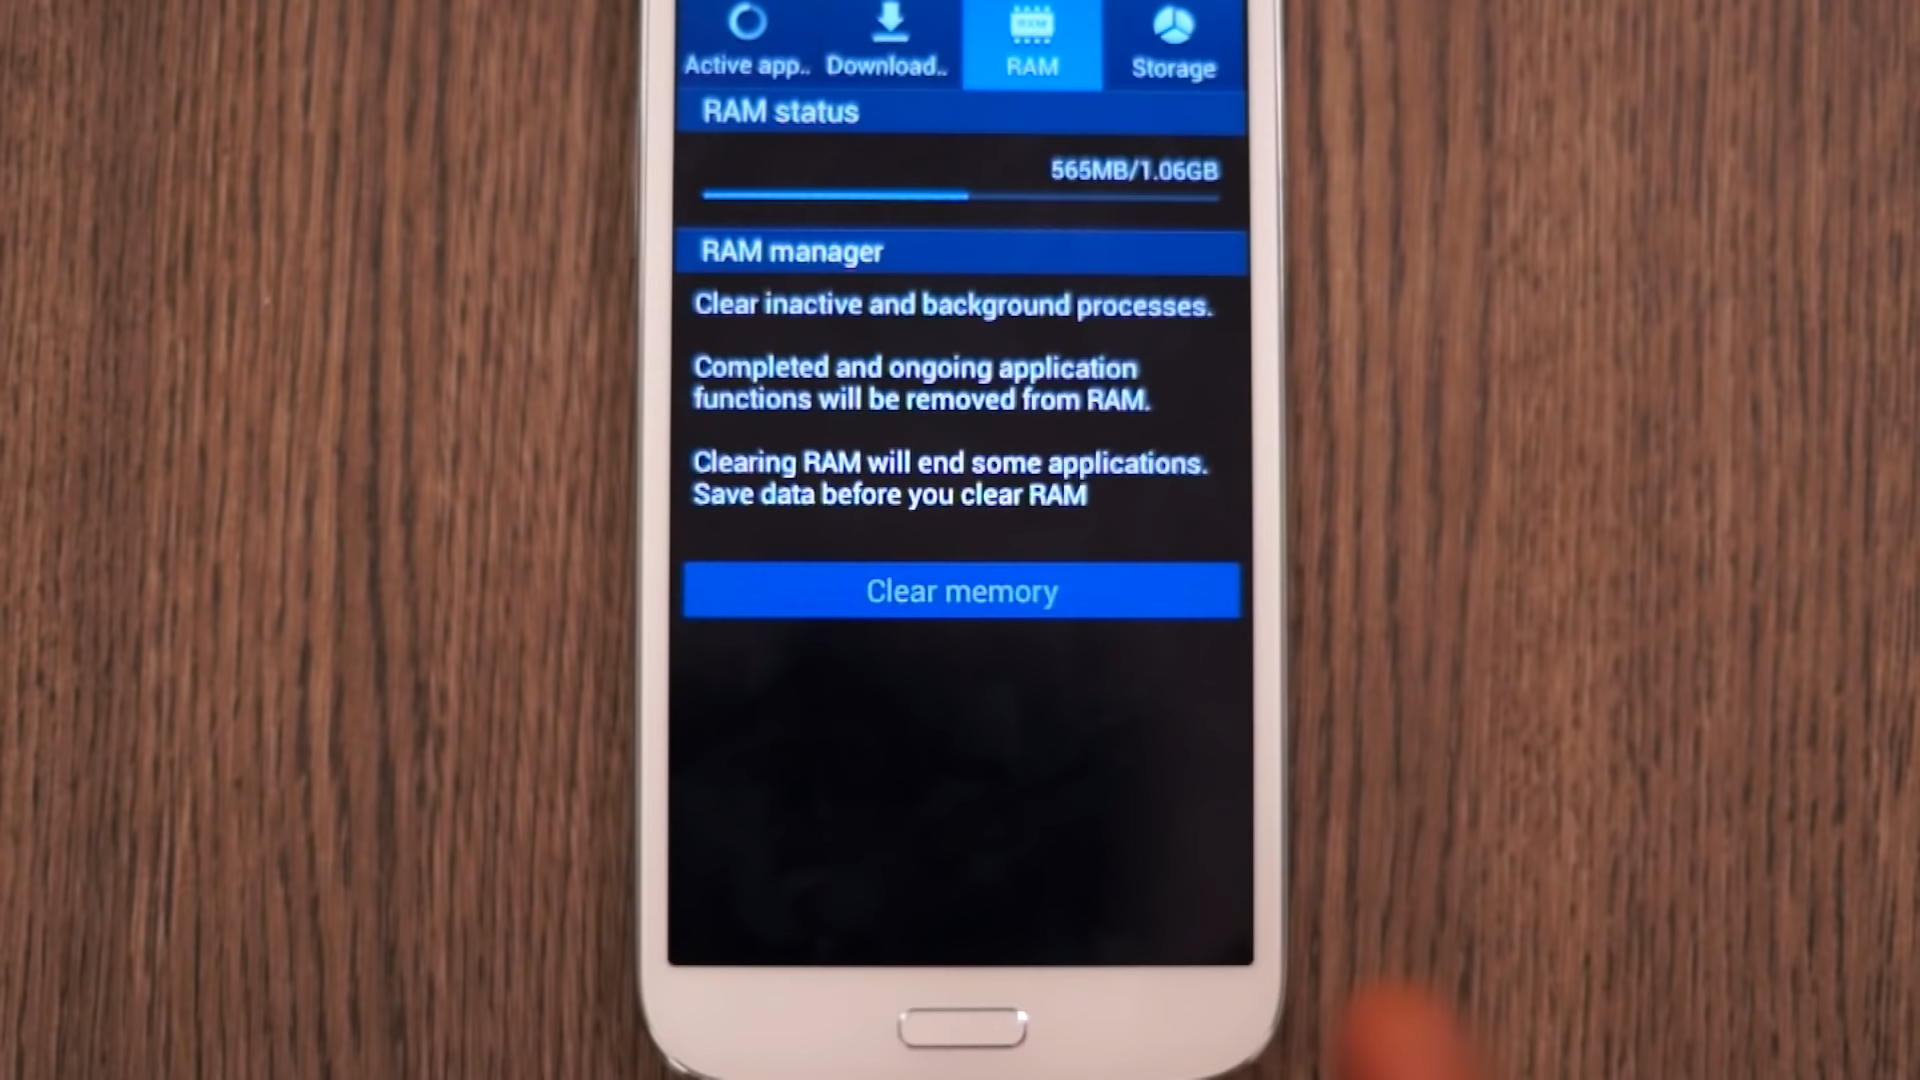 Active app..
Download..
RAM
RAM
Storage
RAM status
565MB/1.06GB
RAM manager
Clear inactive and background processes.
Completed and ongoing application
functions will be removed from RAM.
Clearing RAM will end some applications.
Save data before you clear RAM
Clear memory